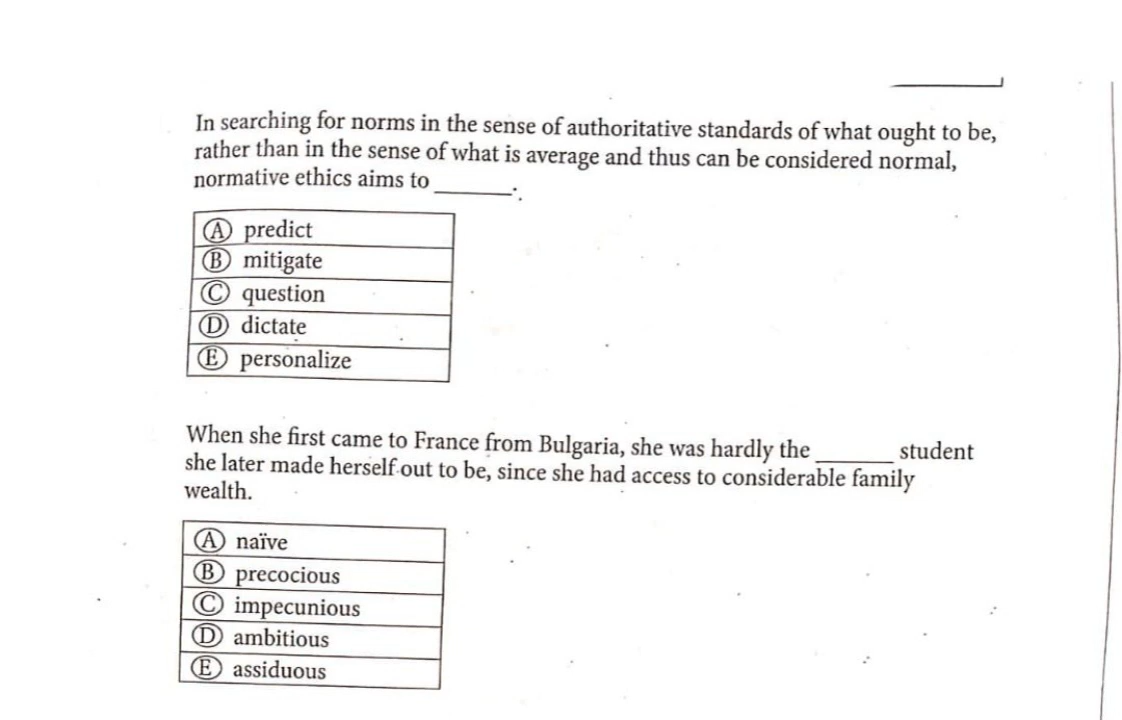 In searching for norms in the sense of authoritative standards of what ought to be,
rather than in the sense of what is average and thus can be considered normal,
normative ethics aims to _______.
Ⓐ predict
Ⓑ mitigate
Ⓒ question
Ⓓ dictate
Ⓔ personalize
When she first came to France from Bulgaria, she was hardly the _______ student
she later made herself out to be, since she had access to considerable family
wealth.
Ⓐ naïve
Ⓑ precocious
Ⓒ impecunious
Ⓓ ambitious
Ⓔ assiduous